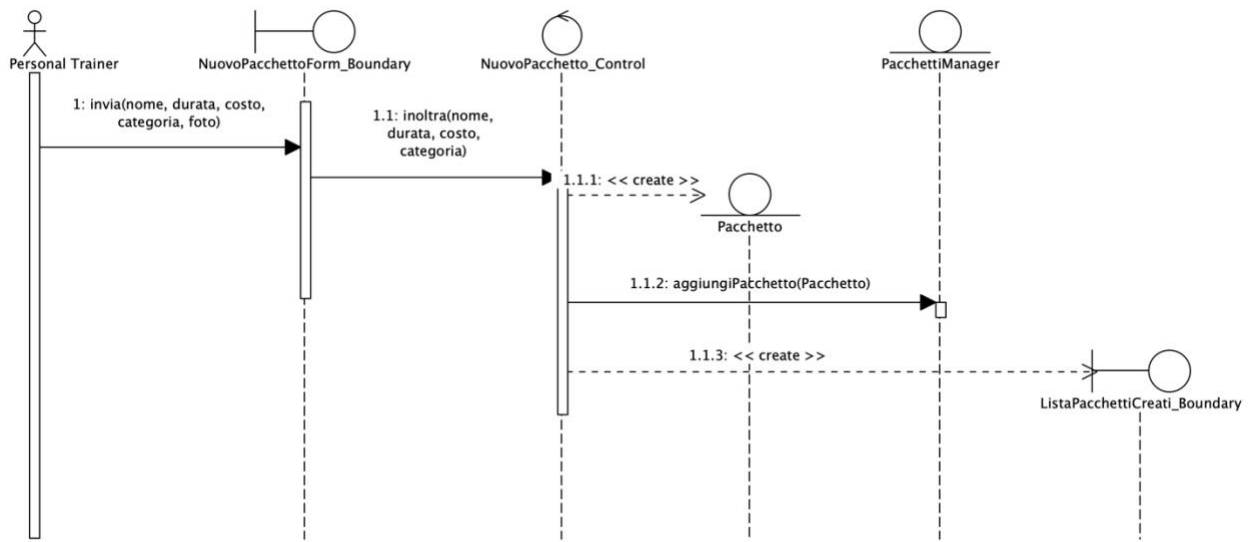 Personal Trainer
NuovoPacchettoForm_Boundary
NuovoPacchetto_Control
PacchettiManager
1: invia(nome, durata, costo,
categoria, foto)
1.1: inoltra(nome,
durata, costo,
categoria)
1.1.1: << create >>
Pacchetto
1.1.2: aggiungiPacchetto(Pacchetto)
1.1.3: << create >>
ListaPacchettiCreati_Boundary